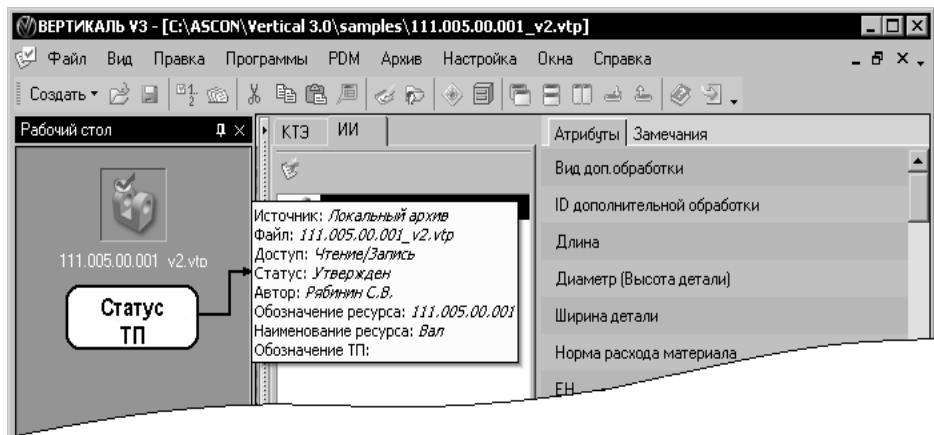 ВЕРТИКАЛЬ V3 - [C:\ASCON\Vertical 3.0\samples\111.005.00.001_v2.vtp]
Файл Вид Правка Программы PDM Архив Настройка Окна Справка
Создать
Рабочий стол
КТЭ ИИ
Атрибуты Замечания
Вид доп.обработки
ID дополнительной обработки
Длина
Диаметр (Высота детали)
Ширина детали
Норма расхода материала
ЕН
111.005.00.001_v2.vtp
Статус
ТП
Источник: Локальный архив
Файл: 111.005.00.001_v2.vtp
Доступ: Чтение/Запись
Статус: Утвержден
Автор: Рябинин С.В.
Обозначение ресурса: 111.005.00.001
Наименование ресурса: Вал
Обозначение ТП: